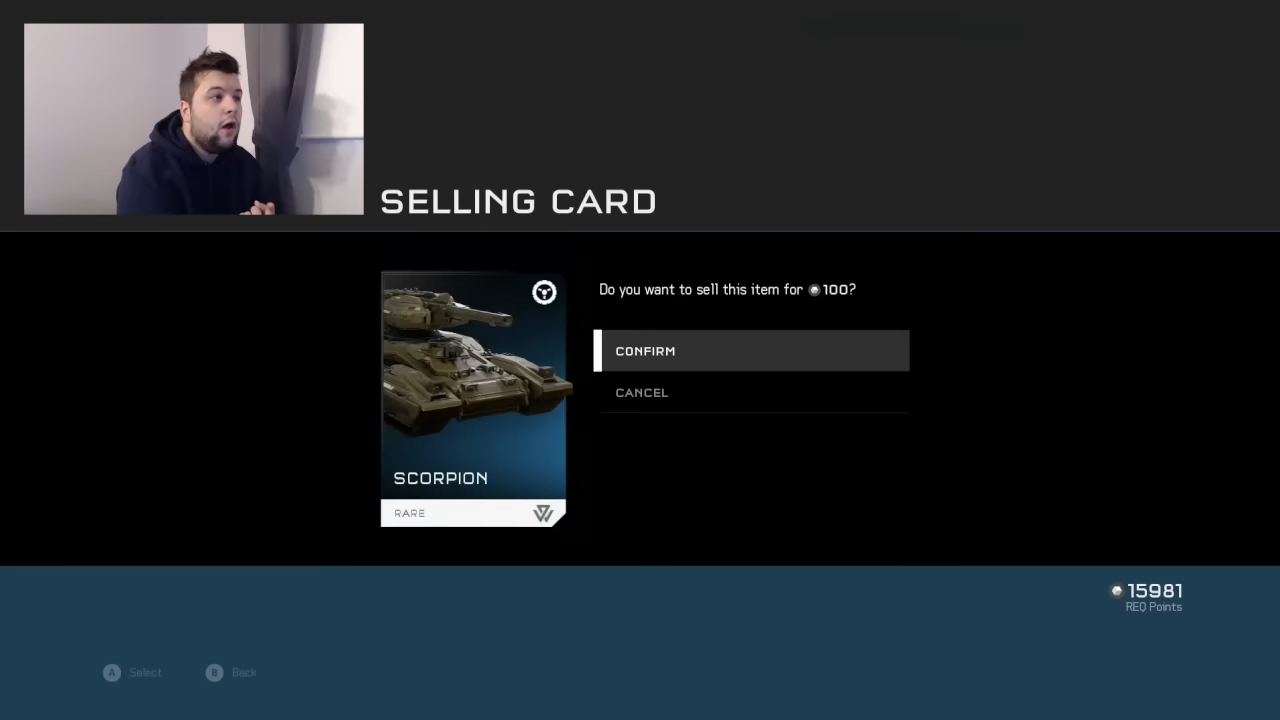 SELLING CARD
Do you want to sell this item for 100?
CONFIRM
CANCEL
SCORPION
RARE
15981
REQ Points
A Select B Back